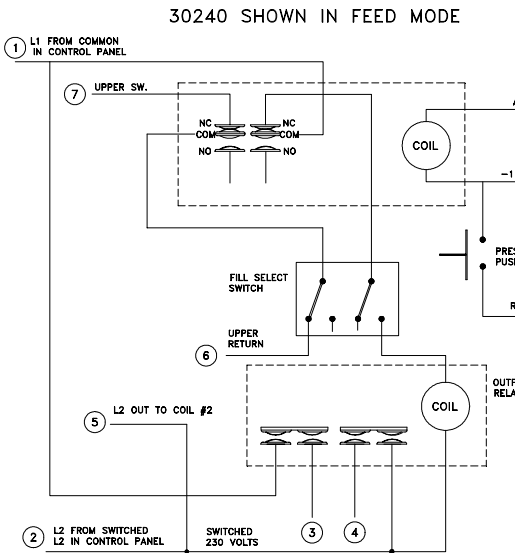 30240 SHOWN IN FEED MODE
1
L1 FROM COMMON
IN CONTROL PANEL
7
UPPER SW.
NC
NC
COM
COM
NO
NO
COIL
-1
FILL SELECT
SWITCH
UPPER
RETURN
6
L2 OUT TO COIL #2
5
COIL
3
4
2
L2 FROM SWITCHED
L2 IN CONTROL PANEL
SWITCHED
230 VOLTS